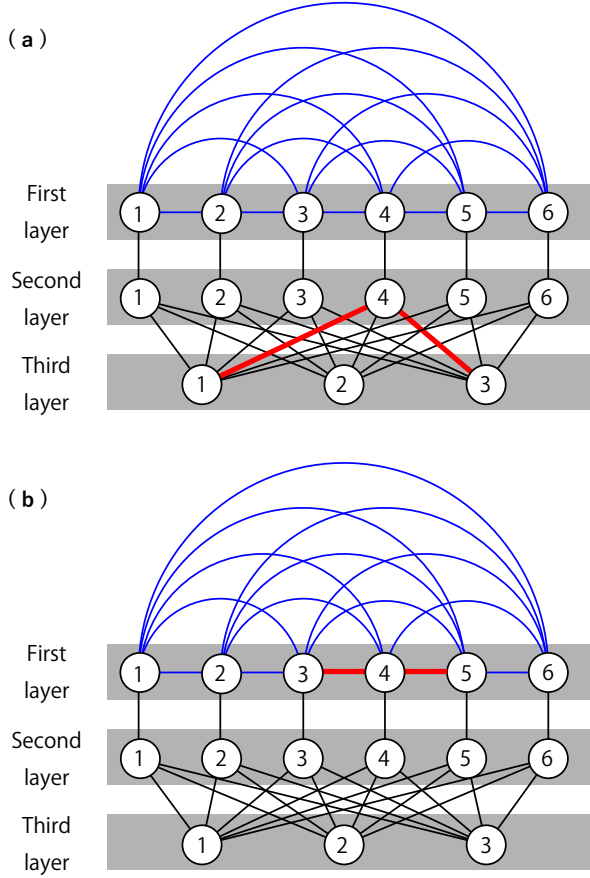 ( a )
First
layer
1 2 3 4 5 6
Second
layer
1 2 3 4 5 6
Third
layer
1 2 3
( b )
First
layer
1 2 3 4 5 6
Second
layer
1 2 3 4 5 6
Third
layer
1 2 3